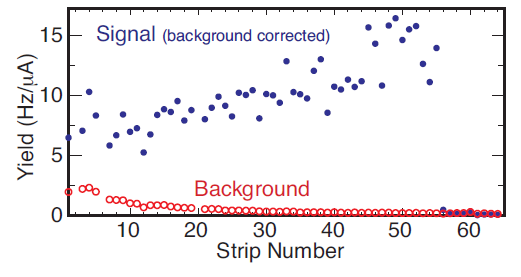 Signal (background corrected)
Background
Yield (Hz/μA)
15
10
5
0
10 20 30 40 50 60
Strip Number